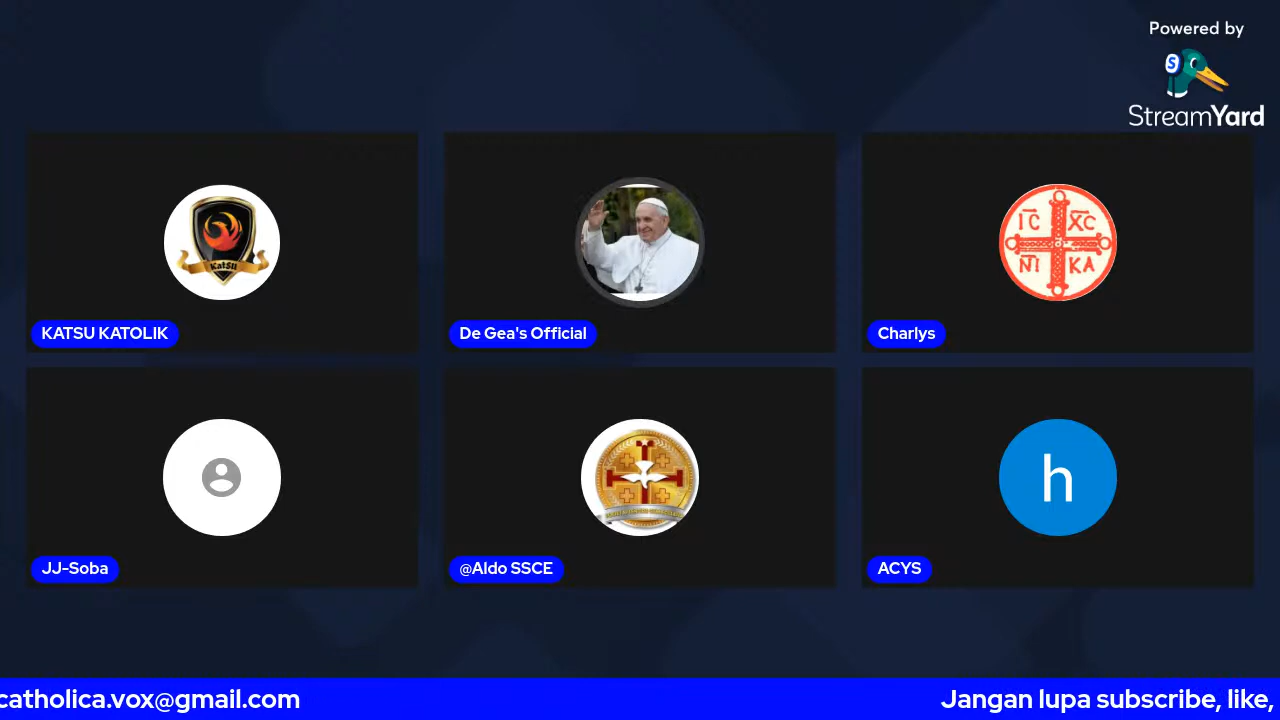 Powered by
S
StreamYard
KatSU
KATSU KATOLIK
De Gea's Official
IC XC
NI KA
Charlys
JJ-Soba
@Aldo SSCE
h
ACYS
catholica.vox@gmail.com
Jangan lupa subscribe, like,